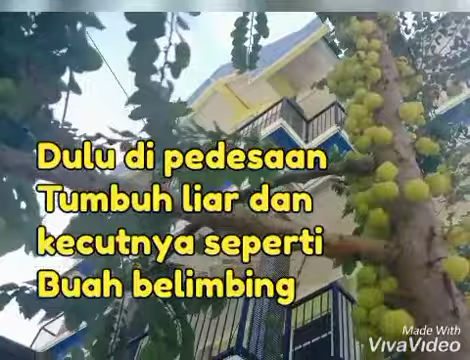 Dulu di pedesaan
Tumbuh liar dan
kecutnya seperti
Buah belimbing
Made With
VivaVideo